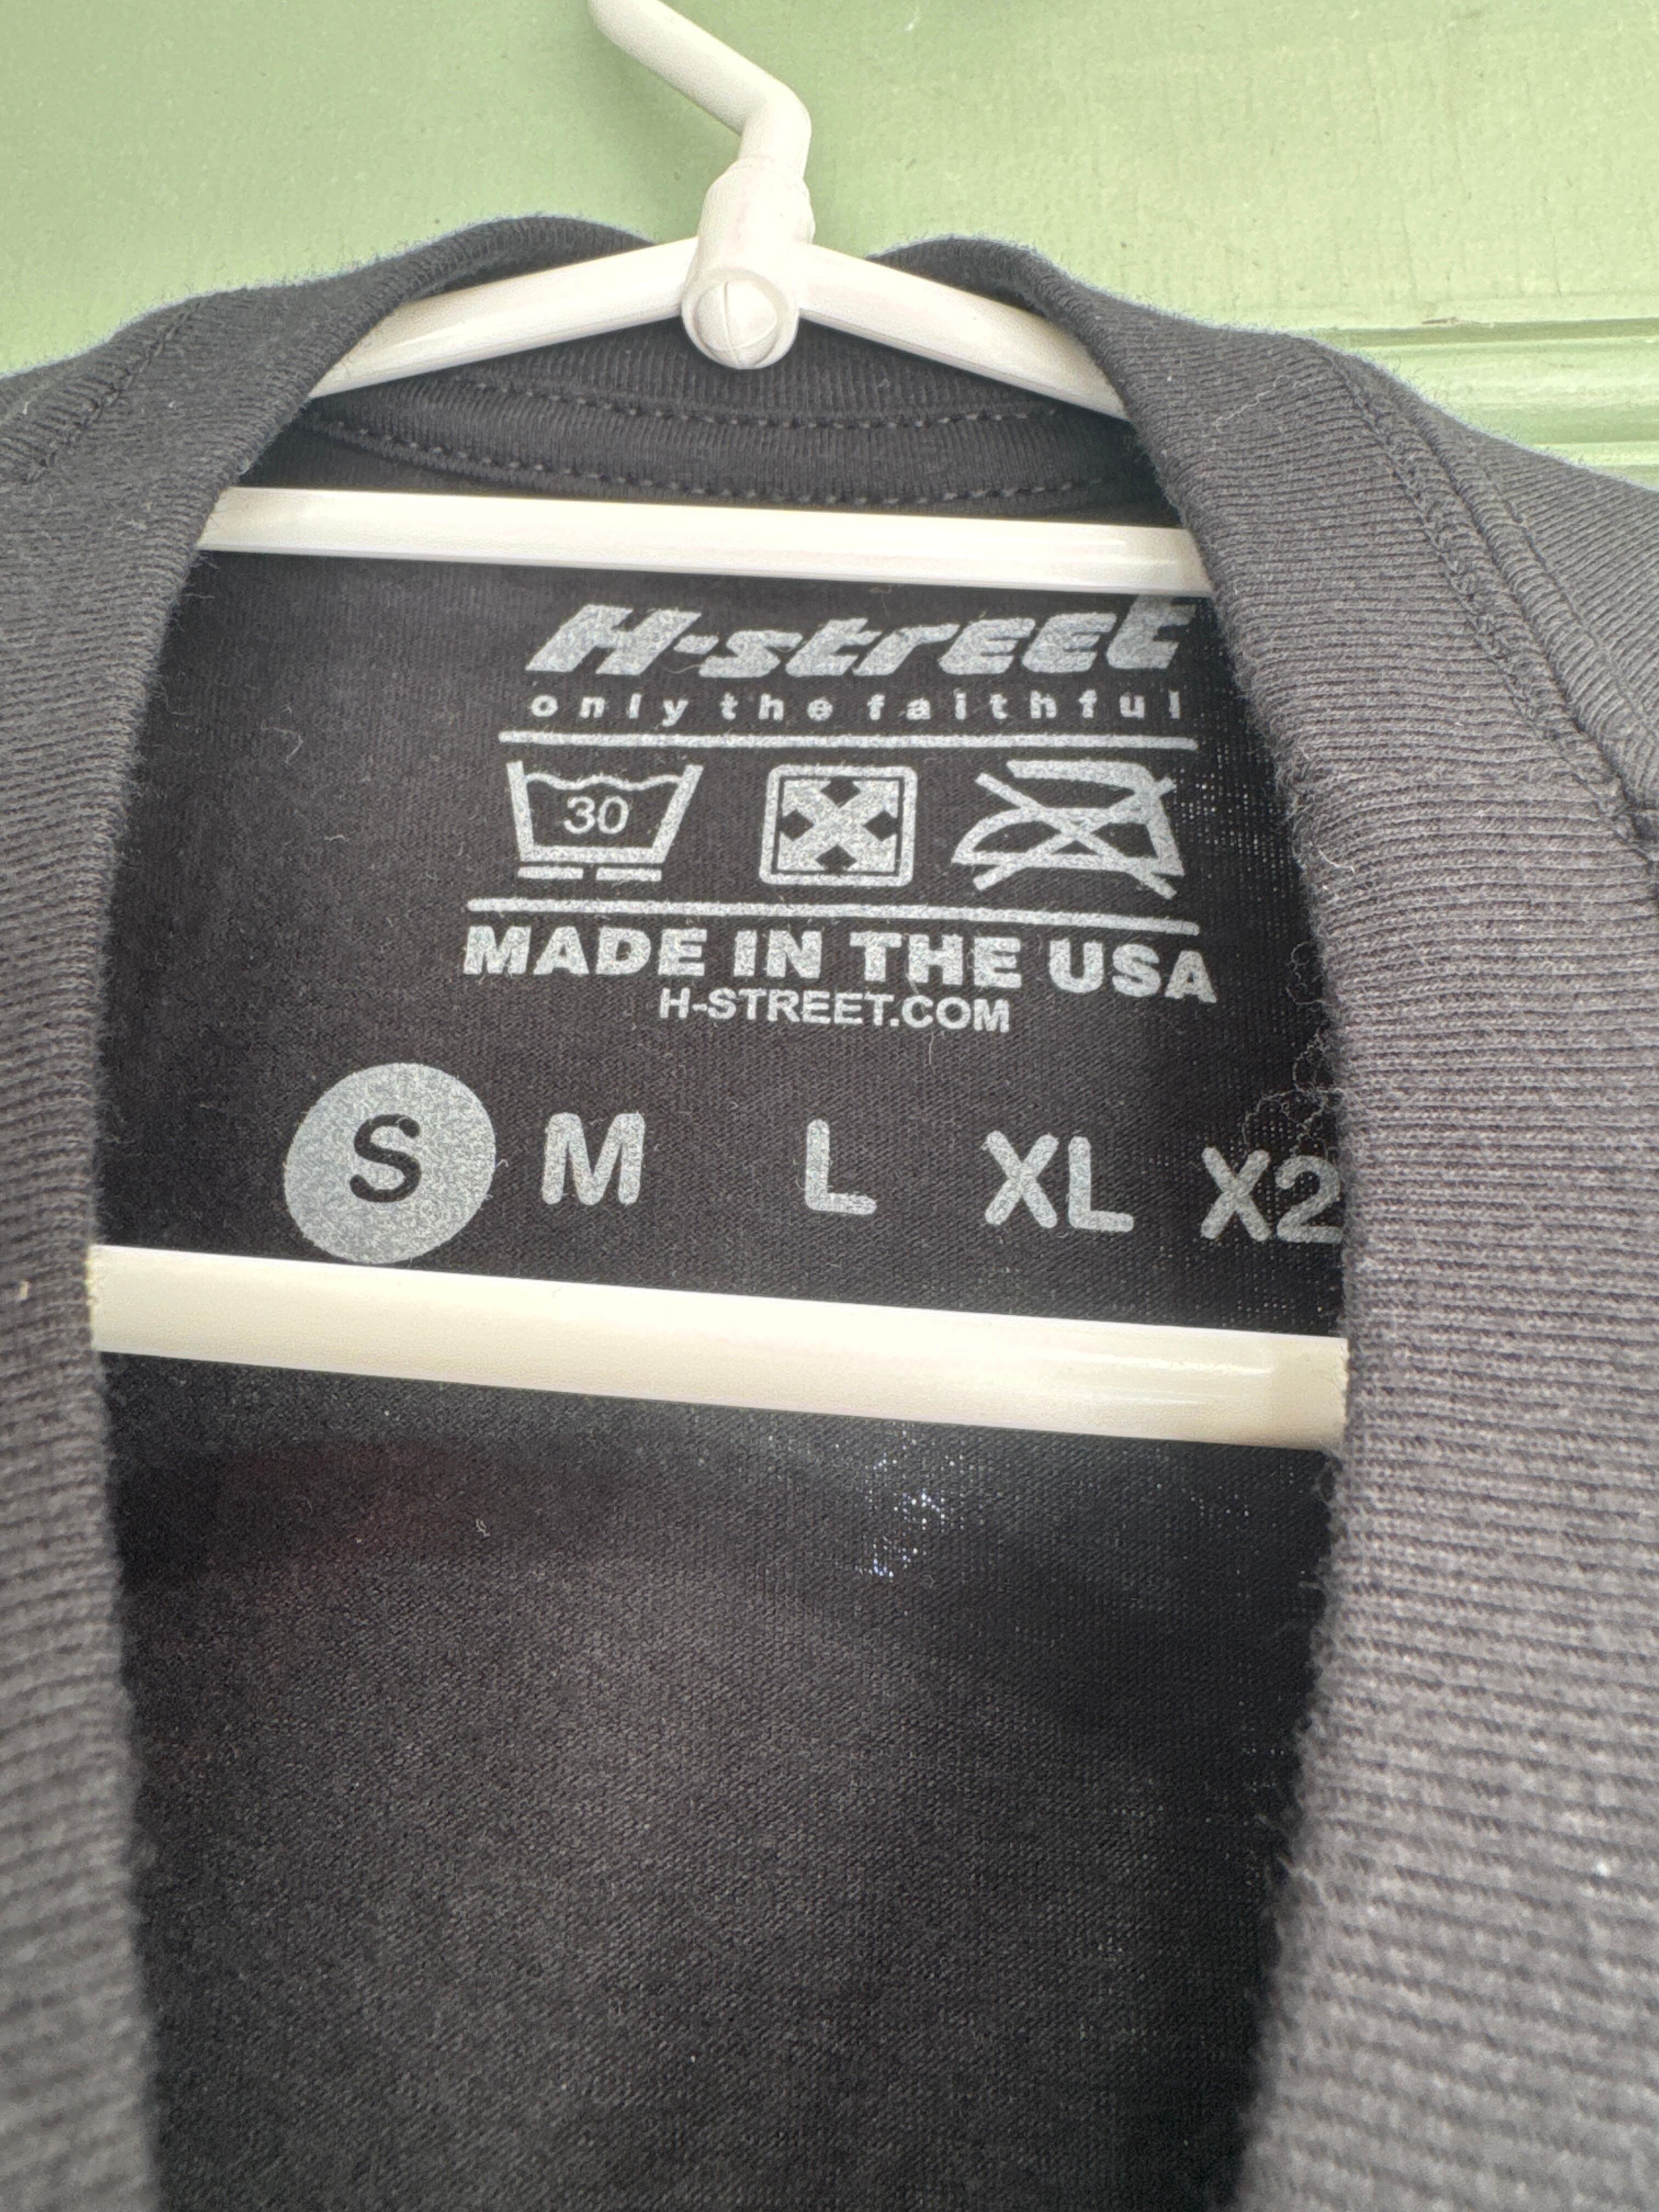 H-street
only the faithful
30
MADE IN THE USA
H-STREET.COM
S M L XL X2